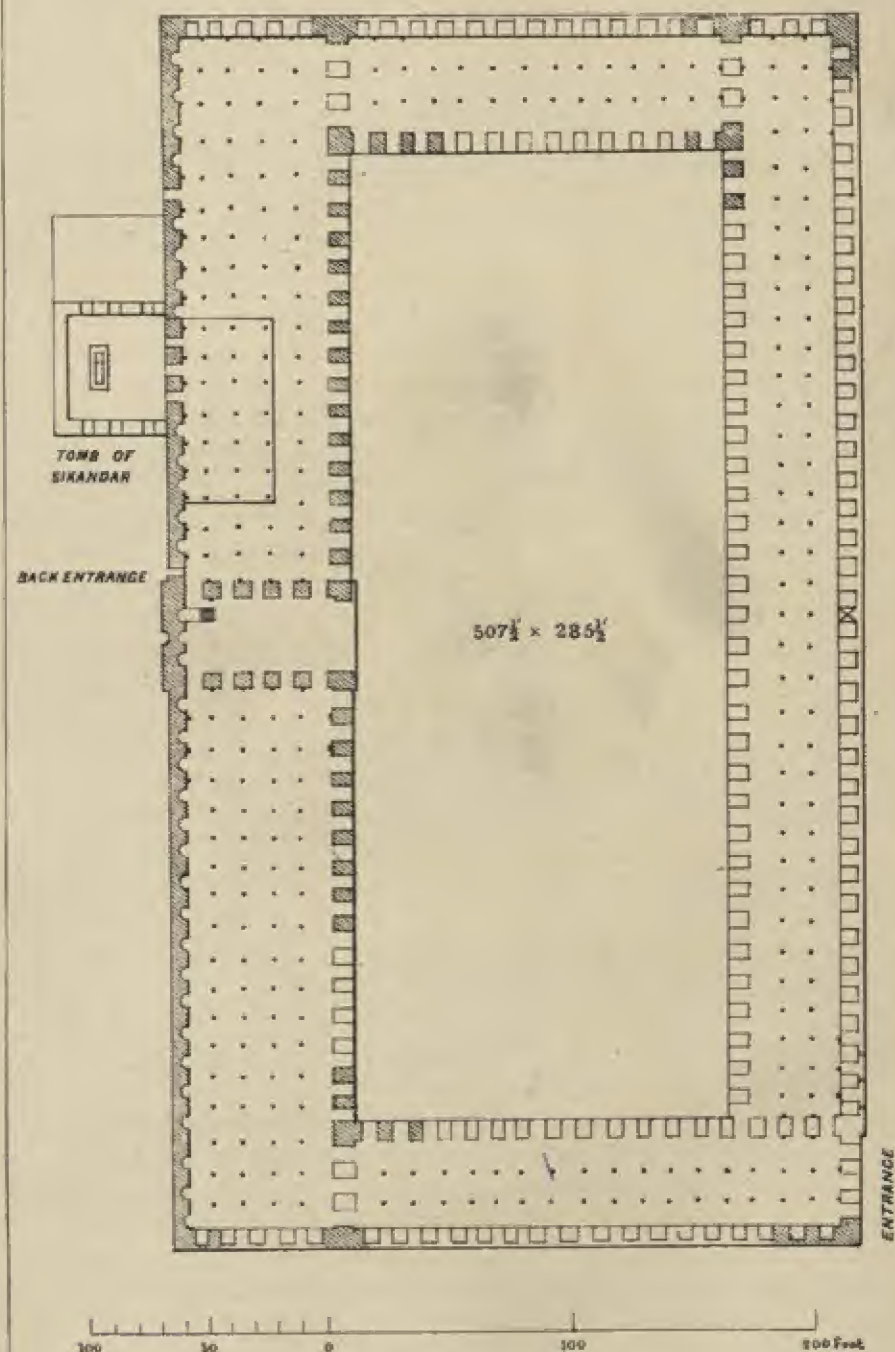 TOMB OF
SIKANDAR
BACK ENTRANCE
507½' × 285½'
ENTRANCE
100 50 0 100 200 Feet